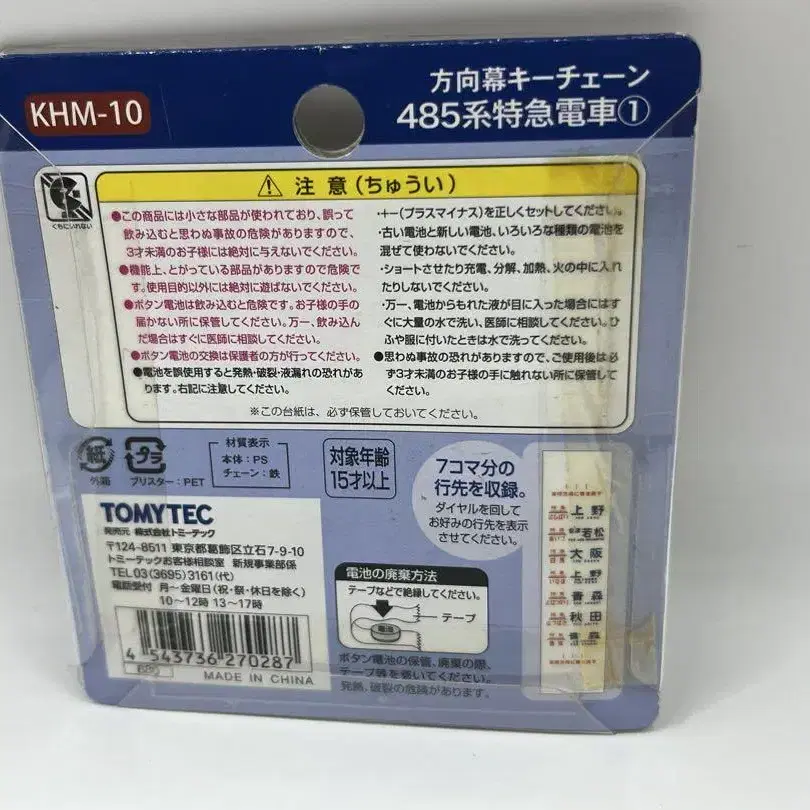 KHM-10
方向幕キーチェーン
485系特急電車①
くちにいれない
注意(ちゅうい)
●この商品には小さな部品が使われており、誤って
飲み込むと思わぬ事故の危険がありますので、
3才未満のお子様には絶対に与えないでください。
●機能上、とがっている部品がありますので危険で
す。使用目的以外には絶対に遊ばないでください。
●ボタン電池は飲み込むと危険です。お子様の手の
届かない所に保管してください。万一、飲み込ん
だ場合はすぐに医師に相談してください。
●ボタン電池の交換は保護者の方が行ってください。
●電池を誤使用すると発熱・破裂・液漏れの恐れがあ
ります。右記に注意してください。
・+-(プラスマイナス)を正しくセットしてください。
・古い電池と新しい電池、いろいろな種類の電池を
混ぜて使わないでください。
・ショートさせたり充電、分解、加熱、火の中に入れ
たりしないでください。
・万一、電池からもれた液が目に入った場合にはす
ぐに大量の水で洗い、医師に相談してください。ひ
ふや服に付いたときは水で洗ってください。
●思わぬ事故の恐れがありますので、ご使用後は必
ず3才未満のお子様の手に触れない所に保管して
ください。
※この台紙は、必ず保管しておいてください。
紙
外箱
プラ
ブリスター:PET
材質表示
本体:PS
チェーン:鉄
対象年齢
15才以上
7コマ分の
行先を収録。
ダイヤルを回して
お好みの行先を表示
させてください。
上野
会津若松
大阪
上野
青森
秋田
青森
TOMYTEC
発売元 株式会社トミーテック
〒124-8511 東京都葛飾区立石7-9-10
トミーテックお客様相談室 新規事業部係
TEL 03(3695)3161(代)
電話受付 月~金曜日(祝・祭・休日を除く)
10~12時 13~17時
4 543736 270287
680
MADE IN CHINA
電池の廃棄方法
テープなどで絶縁してください。
テープ
電池
ボタン電池の保管、廃棄の際、
テープ等を巻いてください。
発熱、破裂の危険があります。